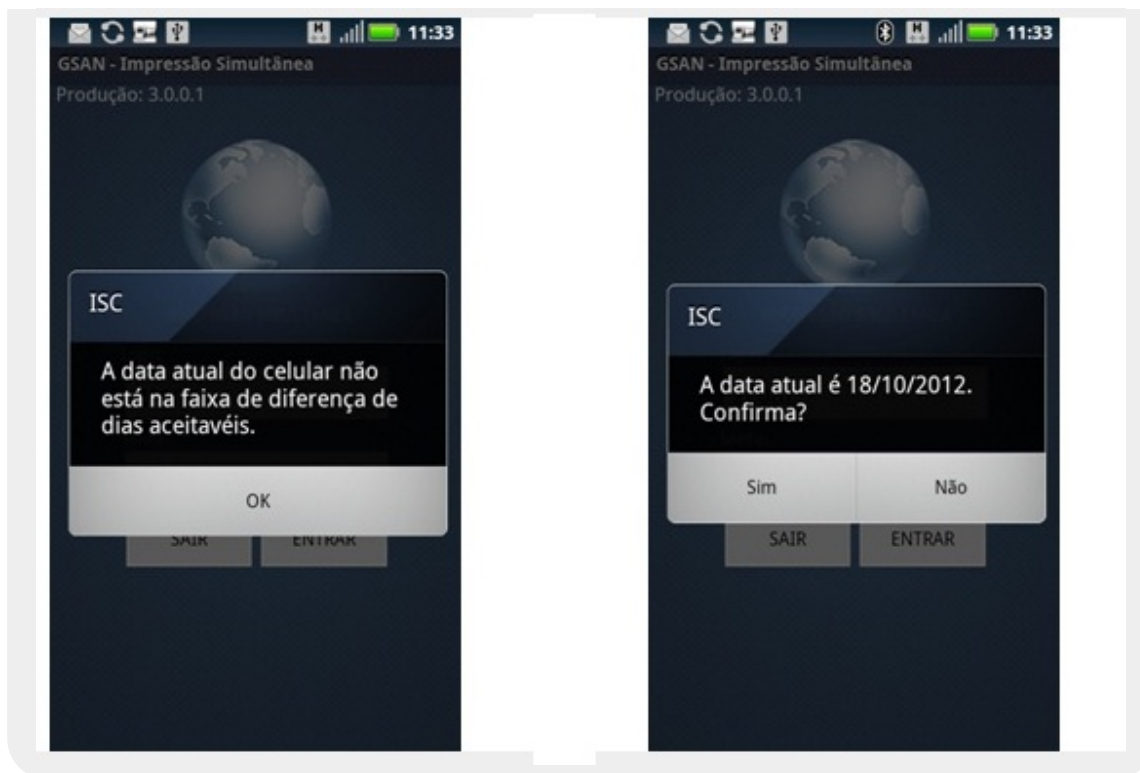 11:33
GSAN - Impressão Simultânea
Produção: 3.0.0.1
ISC
A data atual do celular não
está na faixa de diferença de
dias aceitavéis.
OK
SAIR ENTRAR
11:33
GSAN - Impressão Simultânea
Produção: 3.0.0.1
ISC
A data atual é 18/10/2012.
Confirma?
Sim Não
SAIR ENTRAR